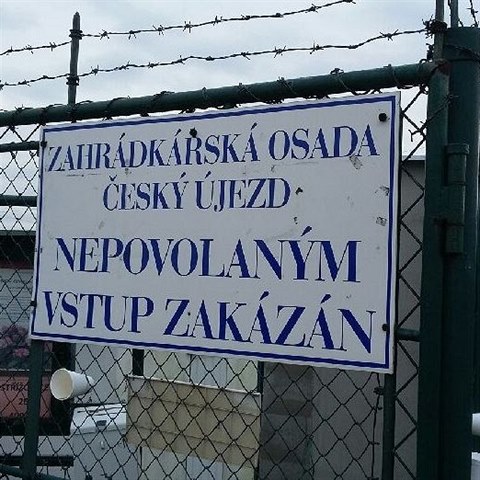 ZAHRÁDKÁŘSKÁ OSADA
ČESKÝ ÚJEZD
NEPOVOLANÝM
VSTUP ZAKÁZÁN